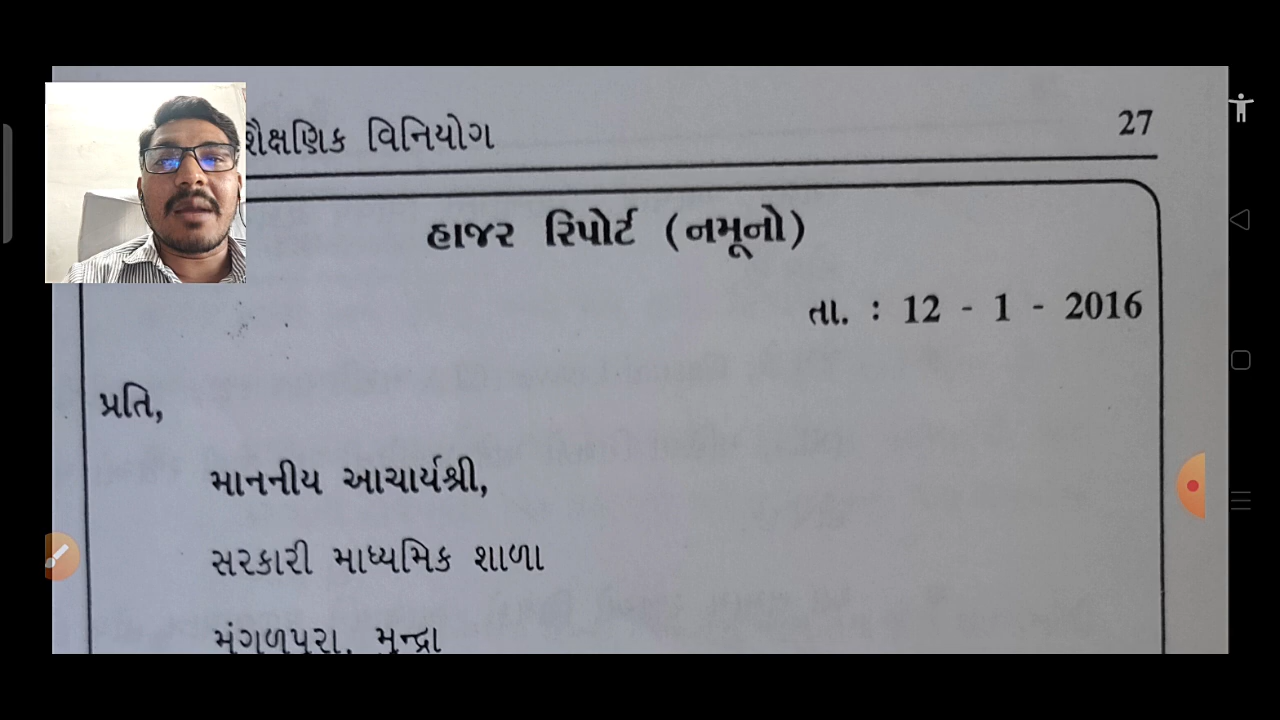 શૈક્ષણિક વિનિયોગ
27
હાજર રિપોર્ટ (નમૂનો)
તા. : 12 - 1 - 2016
પ્રતિ,
માનનીય આચાર્યશ્રી,
સરકારી માધ્યમિક શાળા
મંગળપુરા, મુન્દ્રા